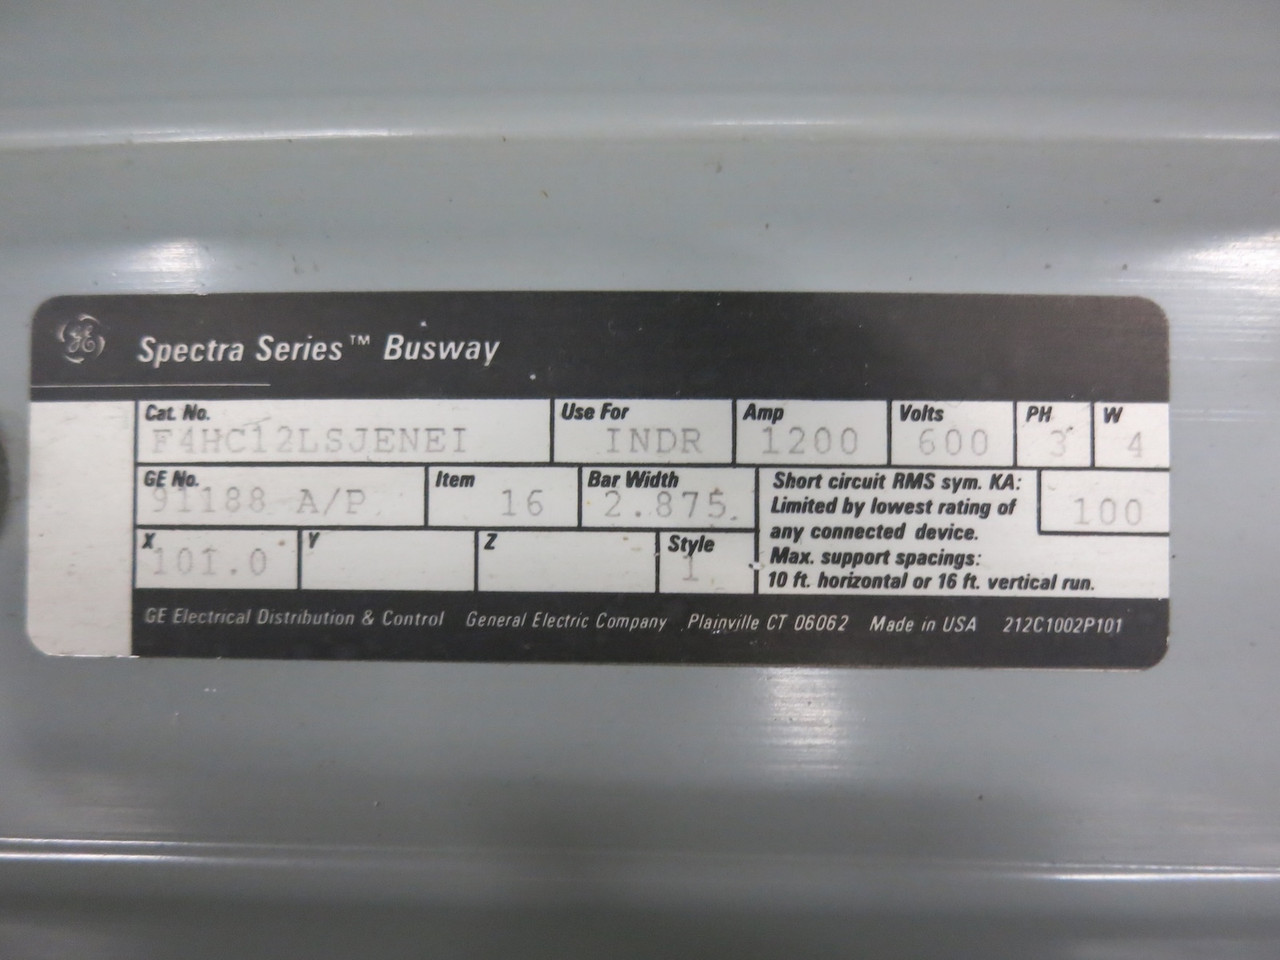 GE Spectra Series™ Busway
Cat. No. Use For Amp Volts PH W
F4HC12LSJENEI INDR 1200 600 3 4
GE No. Item Bar Width
91188 A/P 16 2.875
Short circuit RMS sym. KA: 100
Limited by lowest rating of
any connected device.
Max. support spacings:
10 ft. horizontal or 16 ft. vertical run.
X Y Z Style
101.0 1
GE Electrical Distribution & Control General Electric Company Plainville CT 06062 Made in USA 212C1002P101